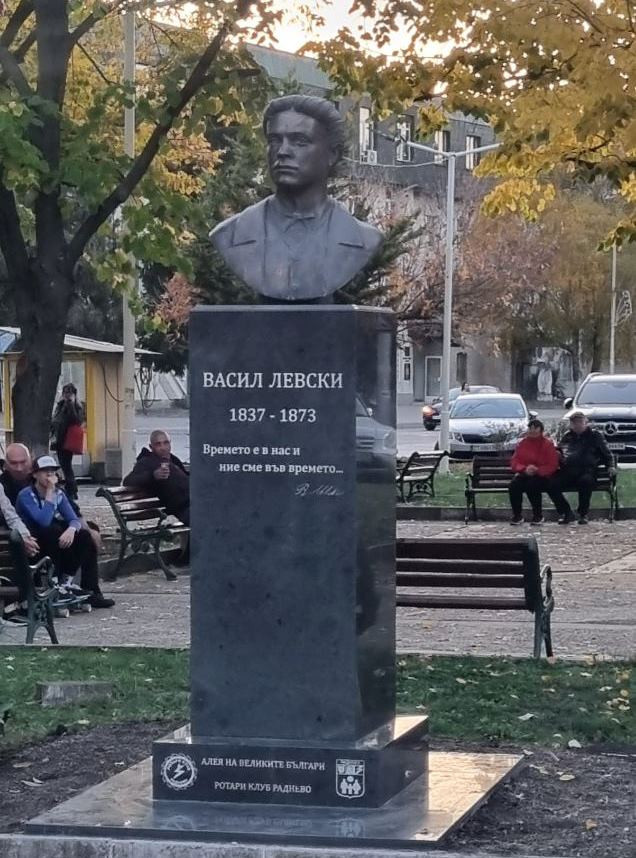 ВАСИЛ ЛЕВСКИ
1837 - 1873
Времето е в нас и
ние сме във времето...
АЛЕЯ НА ВЕЛИКИТЕ БЪЛГАРИ
РОТАРИ КЛУБ РАДНЕВО